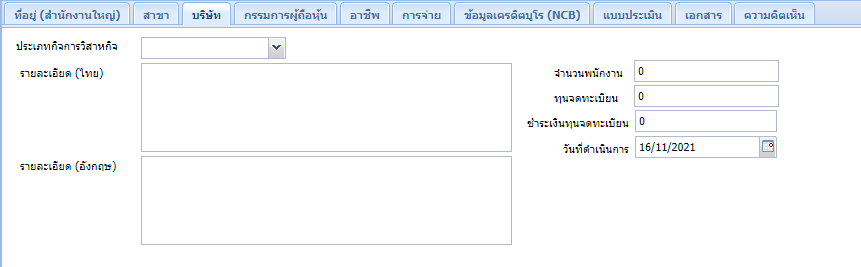 ที่อยู่ (สำนักงานใหญ่) สาขา บริษัท กรรมการผู้ถือหุ้น อาชีพ การจ่าย ข้อมูลเครดิตบูโร (NCB) แบบประเมิน เอกสาร ความคิดเห็น
ประเภทกิจการวิสาหกิจ
รายละเอียด (ไทย)
จำนวนพนักงาน 0
ทุนจดทะเบียน 0
ชำระเงินทุนจดทะเบียน 0
วันที่ดำเนินการ 16/11/2021
รายละเอียด (อังกฤษ)